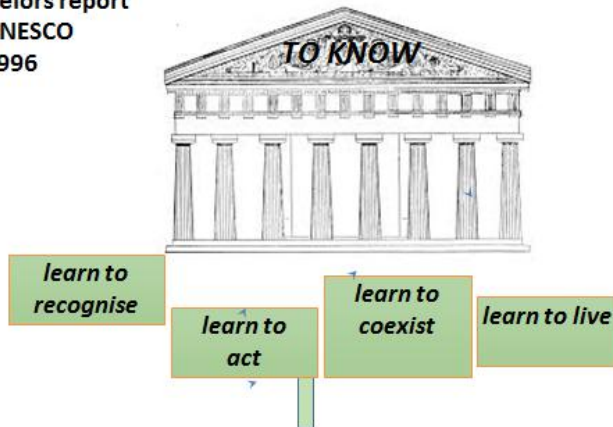 elors report
NESCO
996
TO KNOW
learn to
recognise
learn to
act
learn to
coexist
learn to live